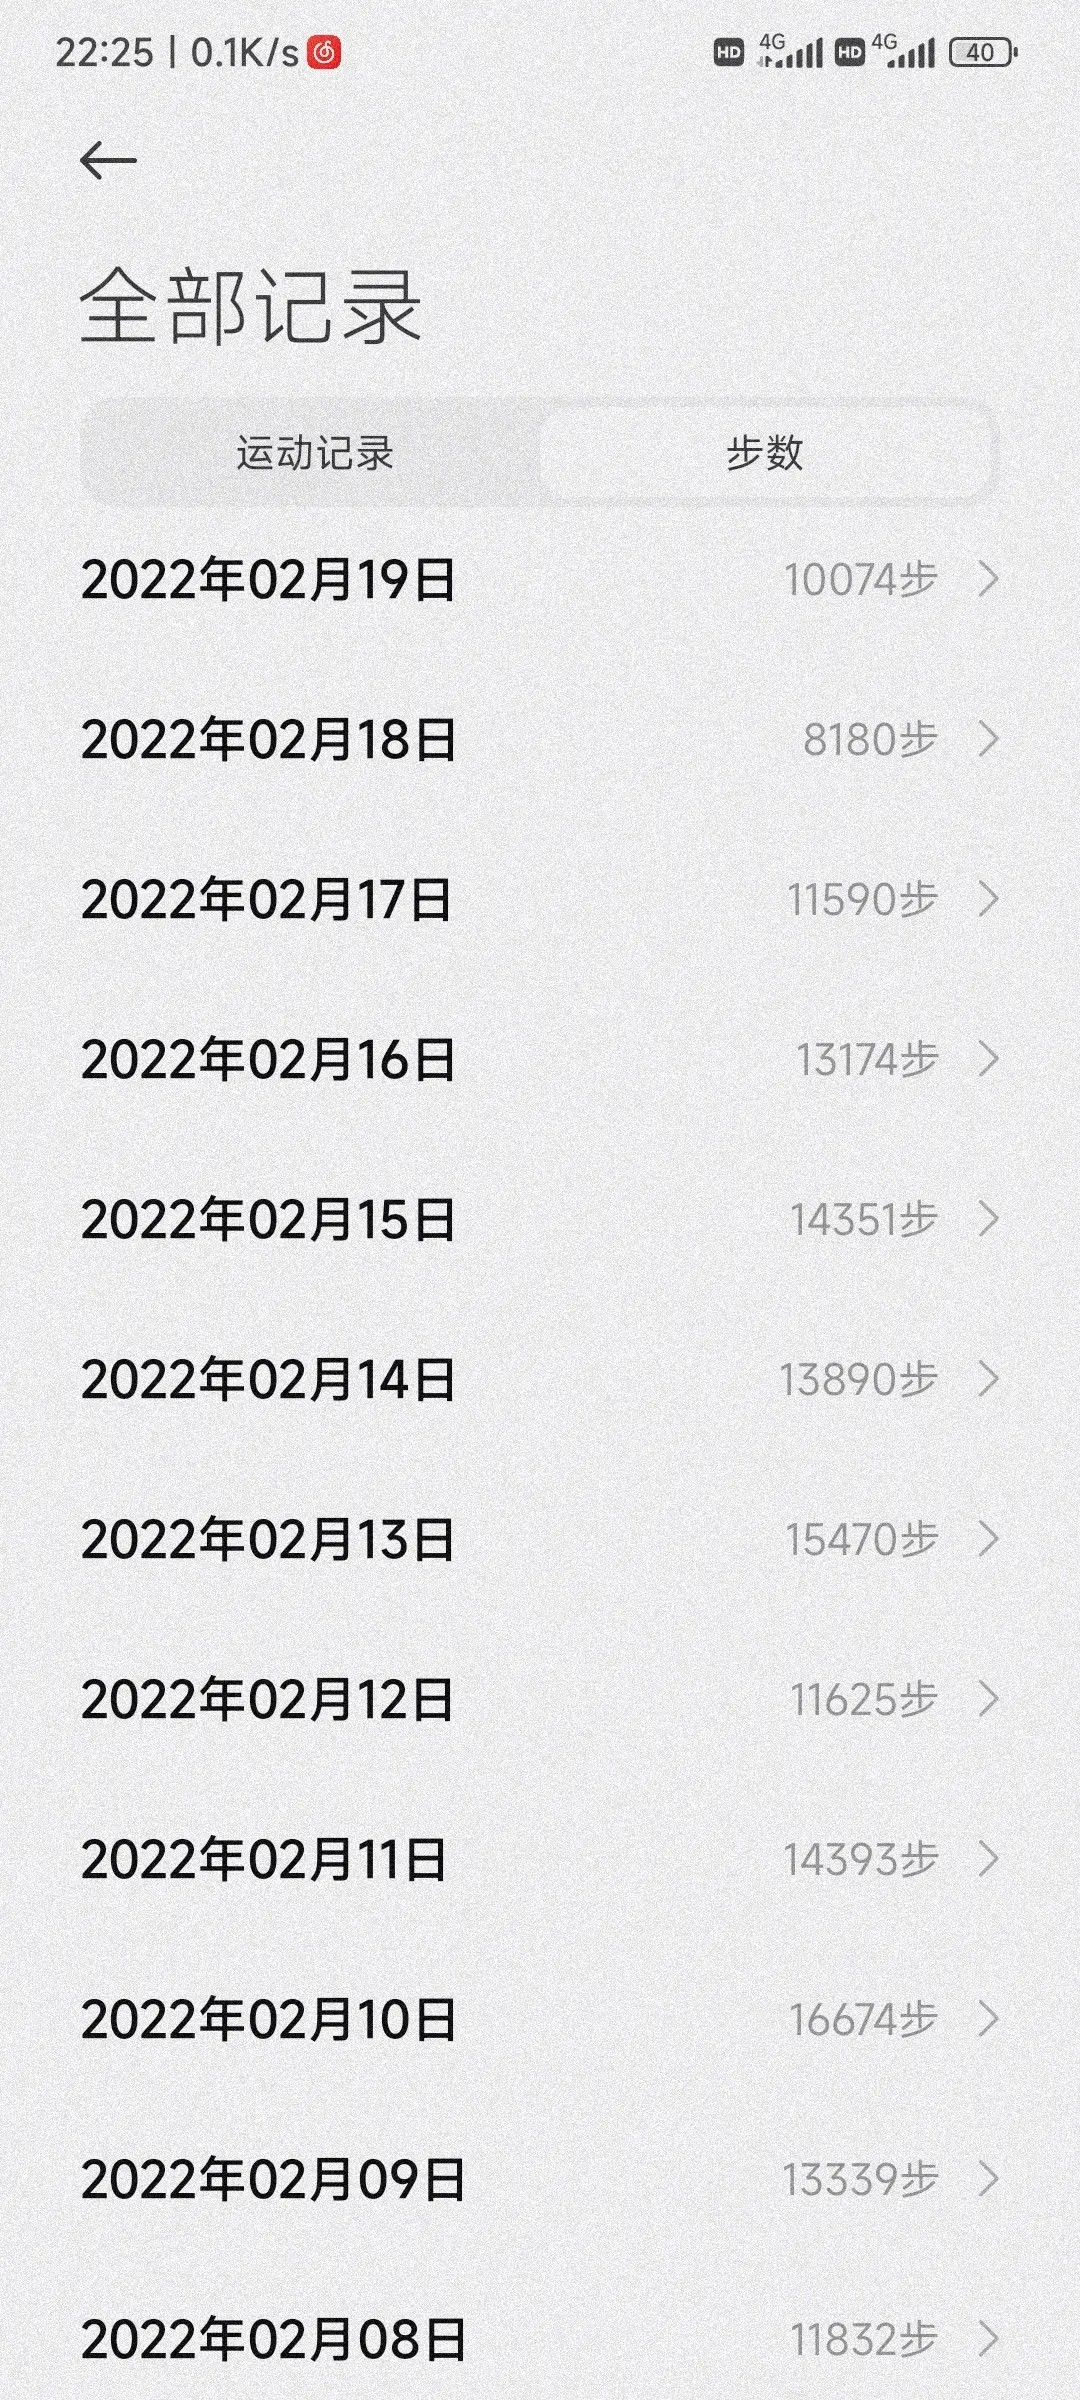 22:25 | 0.1K/s HD 4G HD 4G 40
全部记录
运动记录 步数
2022年02月19日 10074步
2022年02月18日 8180步
2022年02月17日 11590步
2022年02月16日 13174步
2022年02月15日 14351步
2022年02月14日 13890步
2022年02月13日 15470步
2022年02月12日 11625步
2022年02月11日 14393步
2022年02月10日 16674步
2022年02月09日 13339步
2022年02月08日 11832步